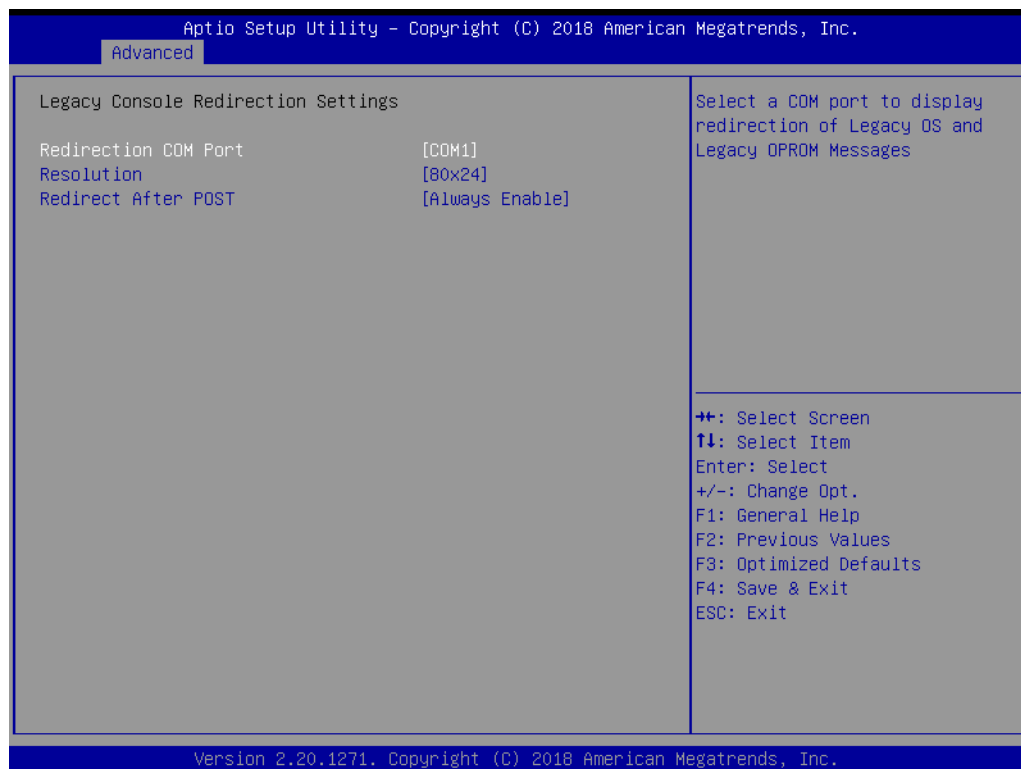 Aptio Setup Utility – Copyright (C) 2018 American Megatrends, Inc.
Advanced
Legacy Console Redirection Settings
Redirection COM Port [COM1]
Resolution [80x24]
Redirect After POST [Always Enable]
Select a COM port to display
redirection of Legacy OS and
Legacy OPROM Messages
→←: Select Screen
↑↓: Select Item
Enter: Select
+/-: Change Opt.
F1: General Help
F2: Previous Values
F3: Optimized Defaults
F4: Save & Exit
ESC: Exit
Version 2.20.1271. Copyright (C) 2018 American Megatrends, Inc.